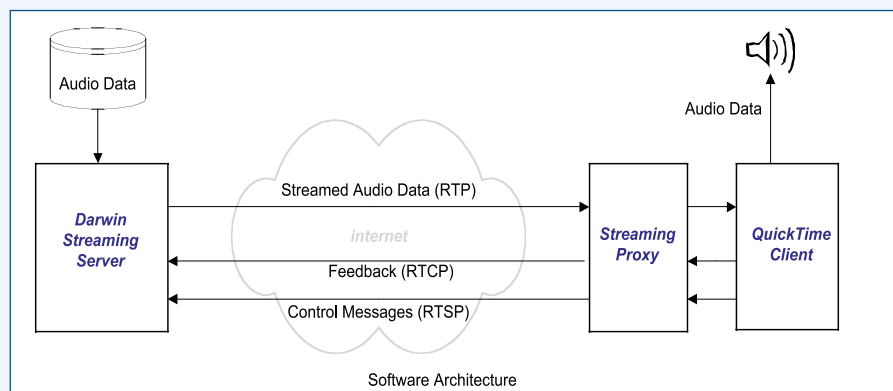 Audio Data
Audio Data
Streamed Audio Data (RTP)
Darwin
Streaming
Server
internet
Streaming
Proxy
QuickTime
Client
Feedback (RTCP)
Control Messages (RTSP)
Software Architecture